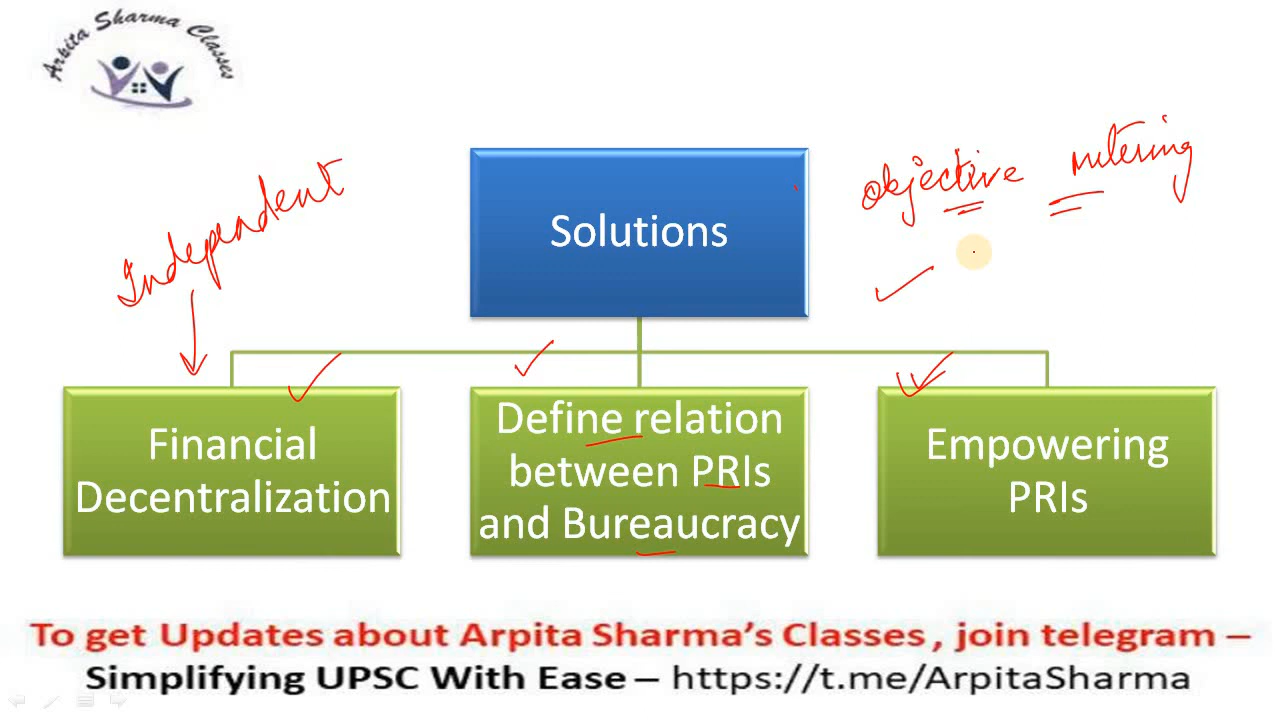 Arpita Sharma Classes
Independent
Solutions
objective
Financial
Decentralization
Define relation
between PRIs
and Bureaucracy
Empowering
PRIs
To get Updates about Arpita Sharma's Classes, join telegram –
Simplifying UPSC With Ease – https://t.me/ArpitaSharma